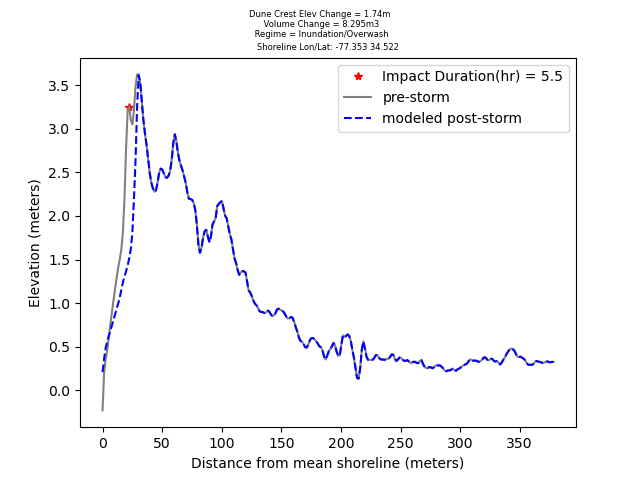 Dune Crest Elev Change = 1.74m
Volume Change = 8.295m3
Regime = Inundation/Overwash
Shoreline Lon/Lat: -77.353 34.522
Impact Duration(hr) = 5.5
pre-storm
modeled post-storm
3.5
3.0
2.5
2.0
1.5
1.0
0.5
0.0
Elevation (meters)
0 50 100 150 200 250 300 350
Distance from mean shoreline (meters)